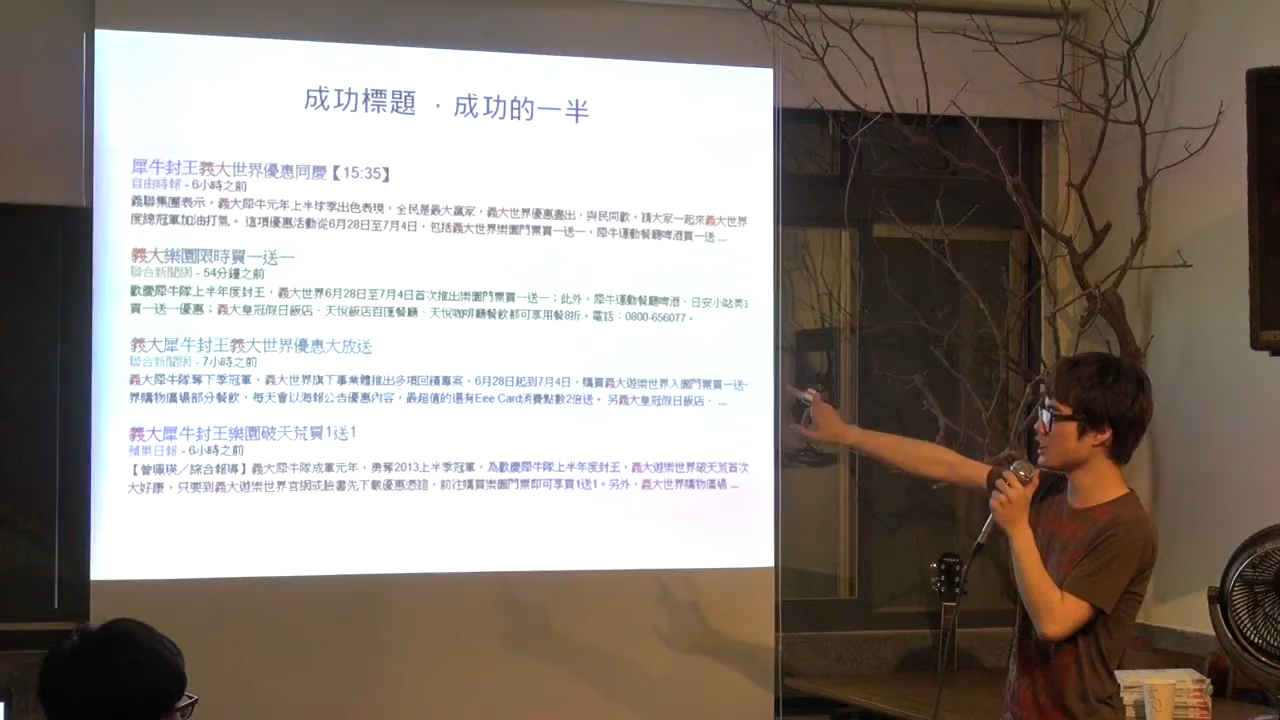 成功標題 ，成功的一半
犀牛封王義大世界優惠同慶【15:35】
自由時報 - 6小時之前
義聯集團表示，義大犀牛元年上半球季出色表現，全民是最大贏家，義大世界優惠盡出，與民同歡，請大家一起來義大世界
度總冠軍加油打氣。 這項優惠活動從6月28日至7月4日，包括義大世界樂園門票買一送一，犀牛運動餐廳啤酒買一送 ...
義大樂園限時買一送一
聯合新聞網 - 54分鐘之前
歡慶犀牛隊上半年度封王，義大世界6月28日至7月4日首次推出樂園門票買一送一；此外，犀牛運動餐廳啤酒、日安小站美
買一送一優惠；義大皇冠假日飯店、天悅飯店百匯餐廳、天悅咖啡廳餐飲都可享用餐8折。電話：0800-656077。
義大犀牛封王義大世界優惠大放送
聯合新聞網 - 7小時之前
義大犀牛隊奪下季冠軍，義大世界旗下事業體推出多項回饋專案，6月28日起到7月4日，購買義大遊樂世界入園門票買一送一
界購物廣場部分餐飲，每天會以海報公告優惠內容，最超值的還有Eee Card消費點數2倍送。 另義大皇冠假日飯店、 ...
義大犀牛封王樂園破天荒買1送1
蘋果日報 - 6小時之前
【曾珮瑛／綜合報導】義大犀牛隊成軍元年，勇奪2013上半季冠軍，為歡慶犀牛隊上半年度封王，義大遊樂世界破天荒首次
大好康，只要到義大遊樂世界官網或臉書先下載優惠憑證，前往購買樂園門票即可享買1送1。另外，義大世界購物廣場 ...